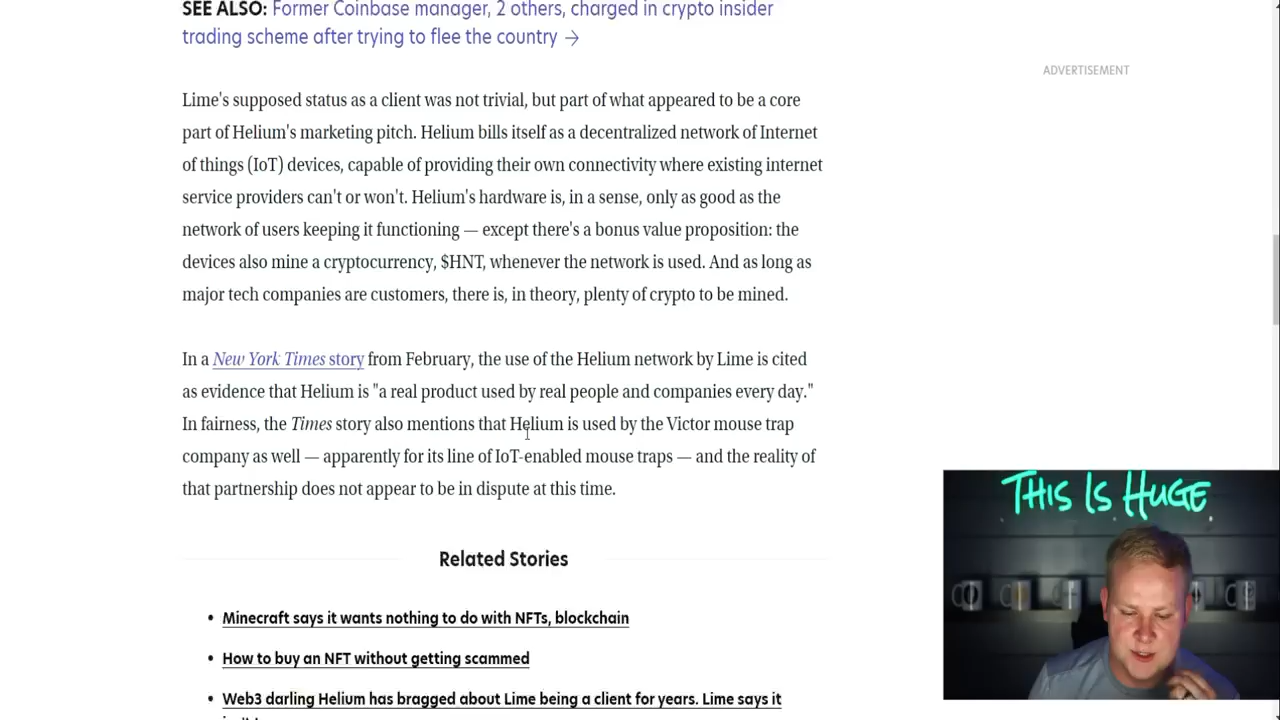 SEE ALSO: Former Coinbase manager, 2 others, charged in crypto insider
trading scheme after trying to flee the country →
ADVERTISEMENT
Lime's supposed status as a client was not trivial, but part of what appeared to be a core
part of Helium's marketing pitch. Helium bills itself as a decentralized network of Internet
of things (IoT) devices, capable of providing their own connectivity where existing internet
service providers can't or won't. Helium's hardware is, in a sense, only as good as the
network of users keeping it functioning — except there's a bonus value proposition: the
devices also mine a cryptocurrency, $HNT, whenever the network is used. And as long as
major tech companies are customers, there is, in theory, plenty of crypto to be mined.
In a New York Times story from February, the use of the Helium network by Lime is cited
as evidence that Helium is "a real product used by real people and companies every day."
In fairness, the Times story also mentions that Helium is used by the Victor mouse trap
company as well — apparently for its line of IoT-enabled mouse traps — and the reality of
that partnership does not appear to be in dispute at this time.
THIS IS HUGE
Related Stories
• Minecraft says it wants nothing to do with NFTs, blockchain
• How to buy an NFT without getting scammed
• Web3 darling Helium has bragged about Lime being a client for years. Lime says it